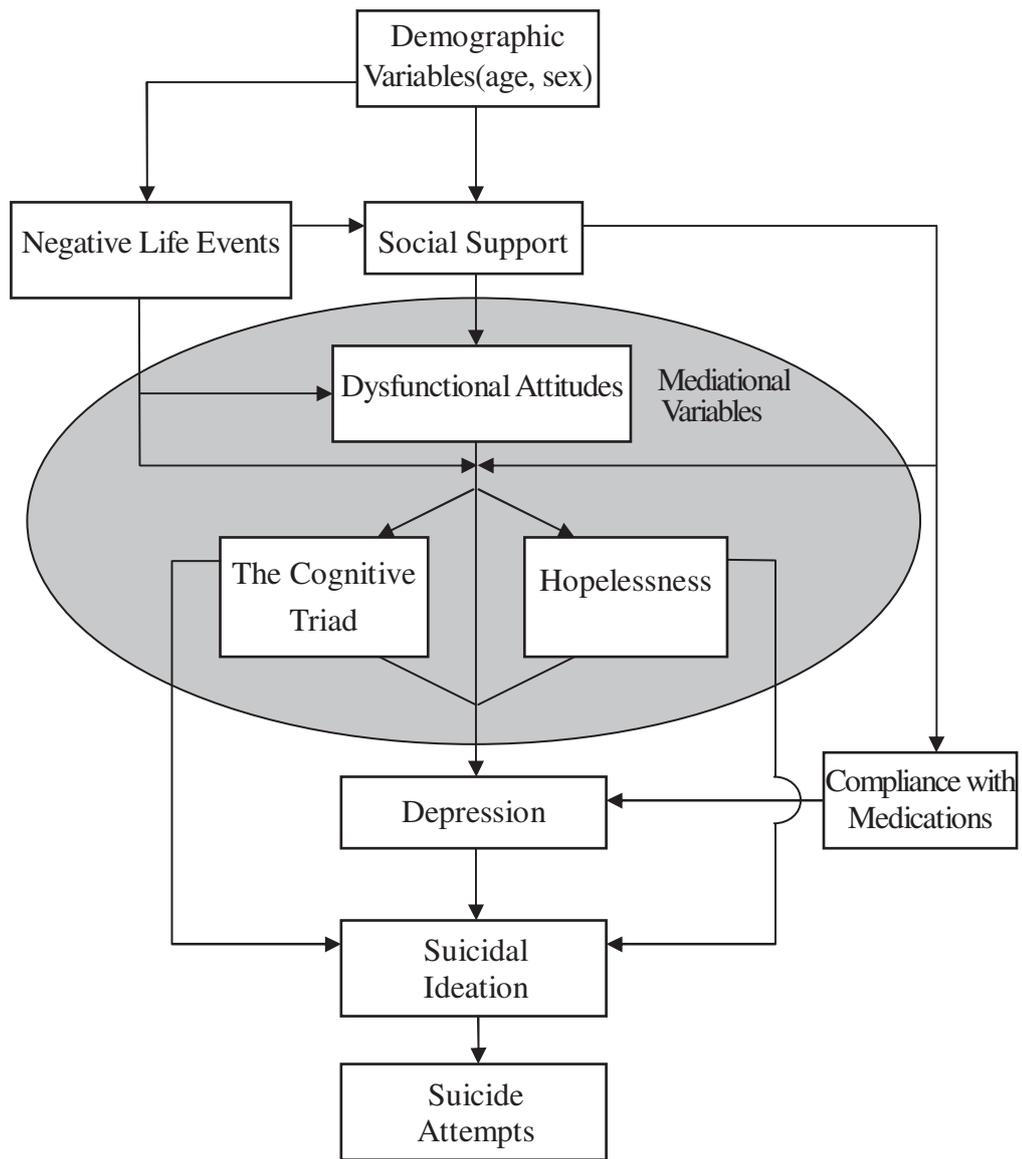 Demographic
Variables(age, sex)
Negative Life Events
Social Support
Dysfunctional Attitudes
Mediational
Variables
The Cognitive
Triad
Hopelessness
Depression
Compliance with
Medications
Suicidal
Ideation
Suicide
Attempts